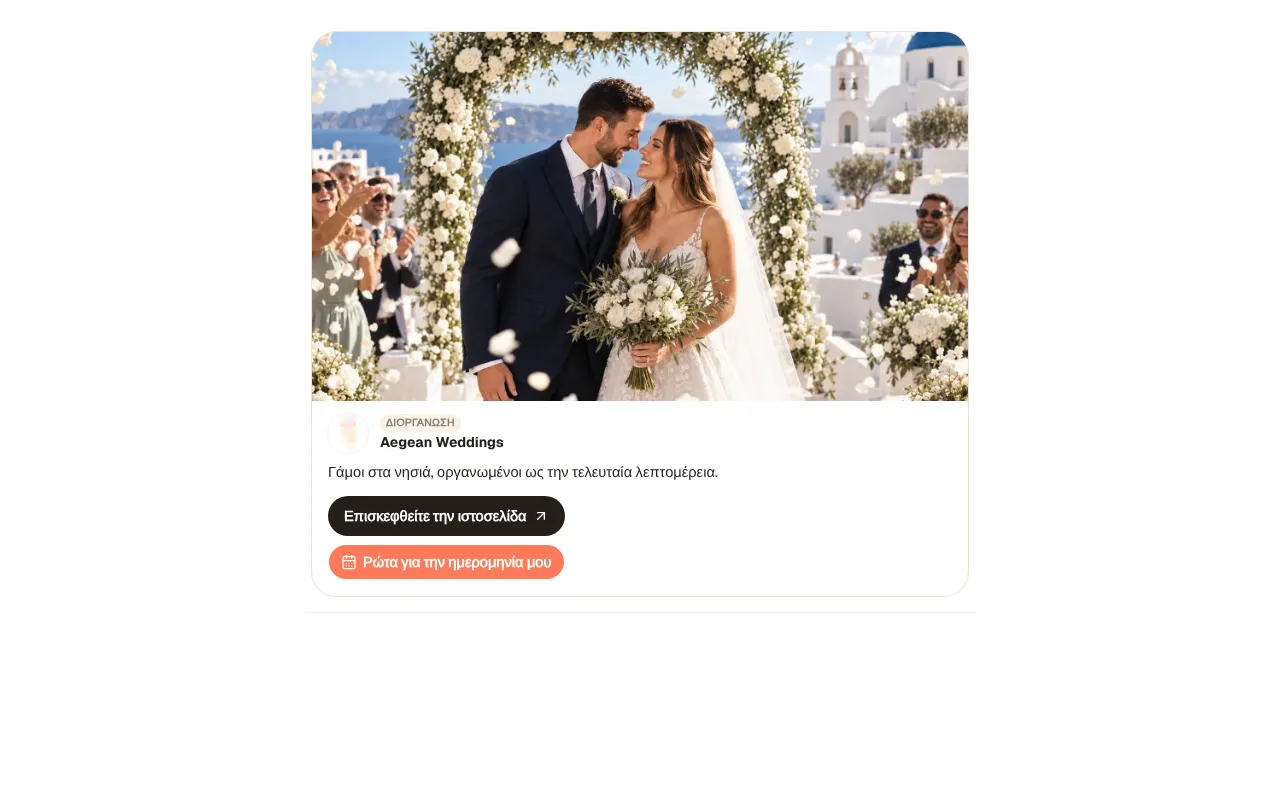 ΔΙΟΡΓΑΝΩΣΗ
Aegean Weddings
Γάμοι στα νησιά, οργανωμένοι ως την τελευταία λεπτομέρεια.
Επισκεφθείτε την ιστοσελίδα
Ρώτα για την ημερομηνία μου